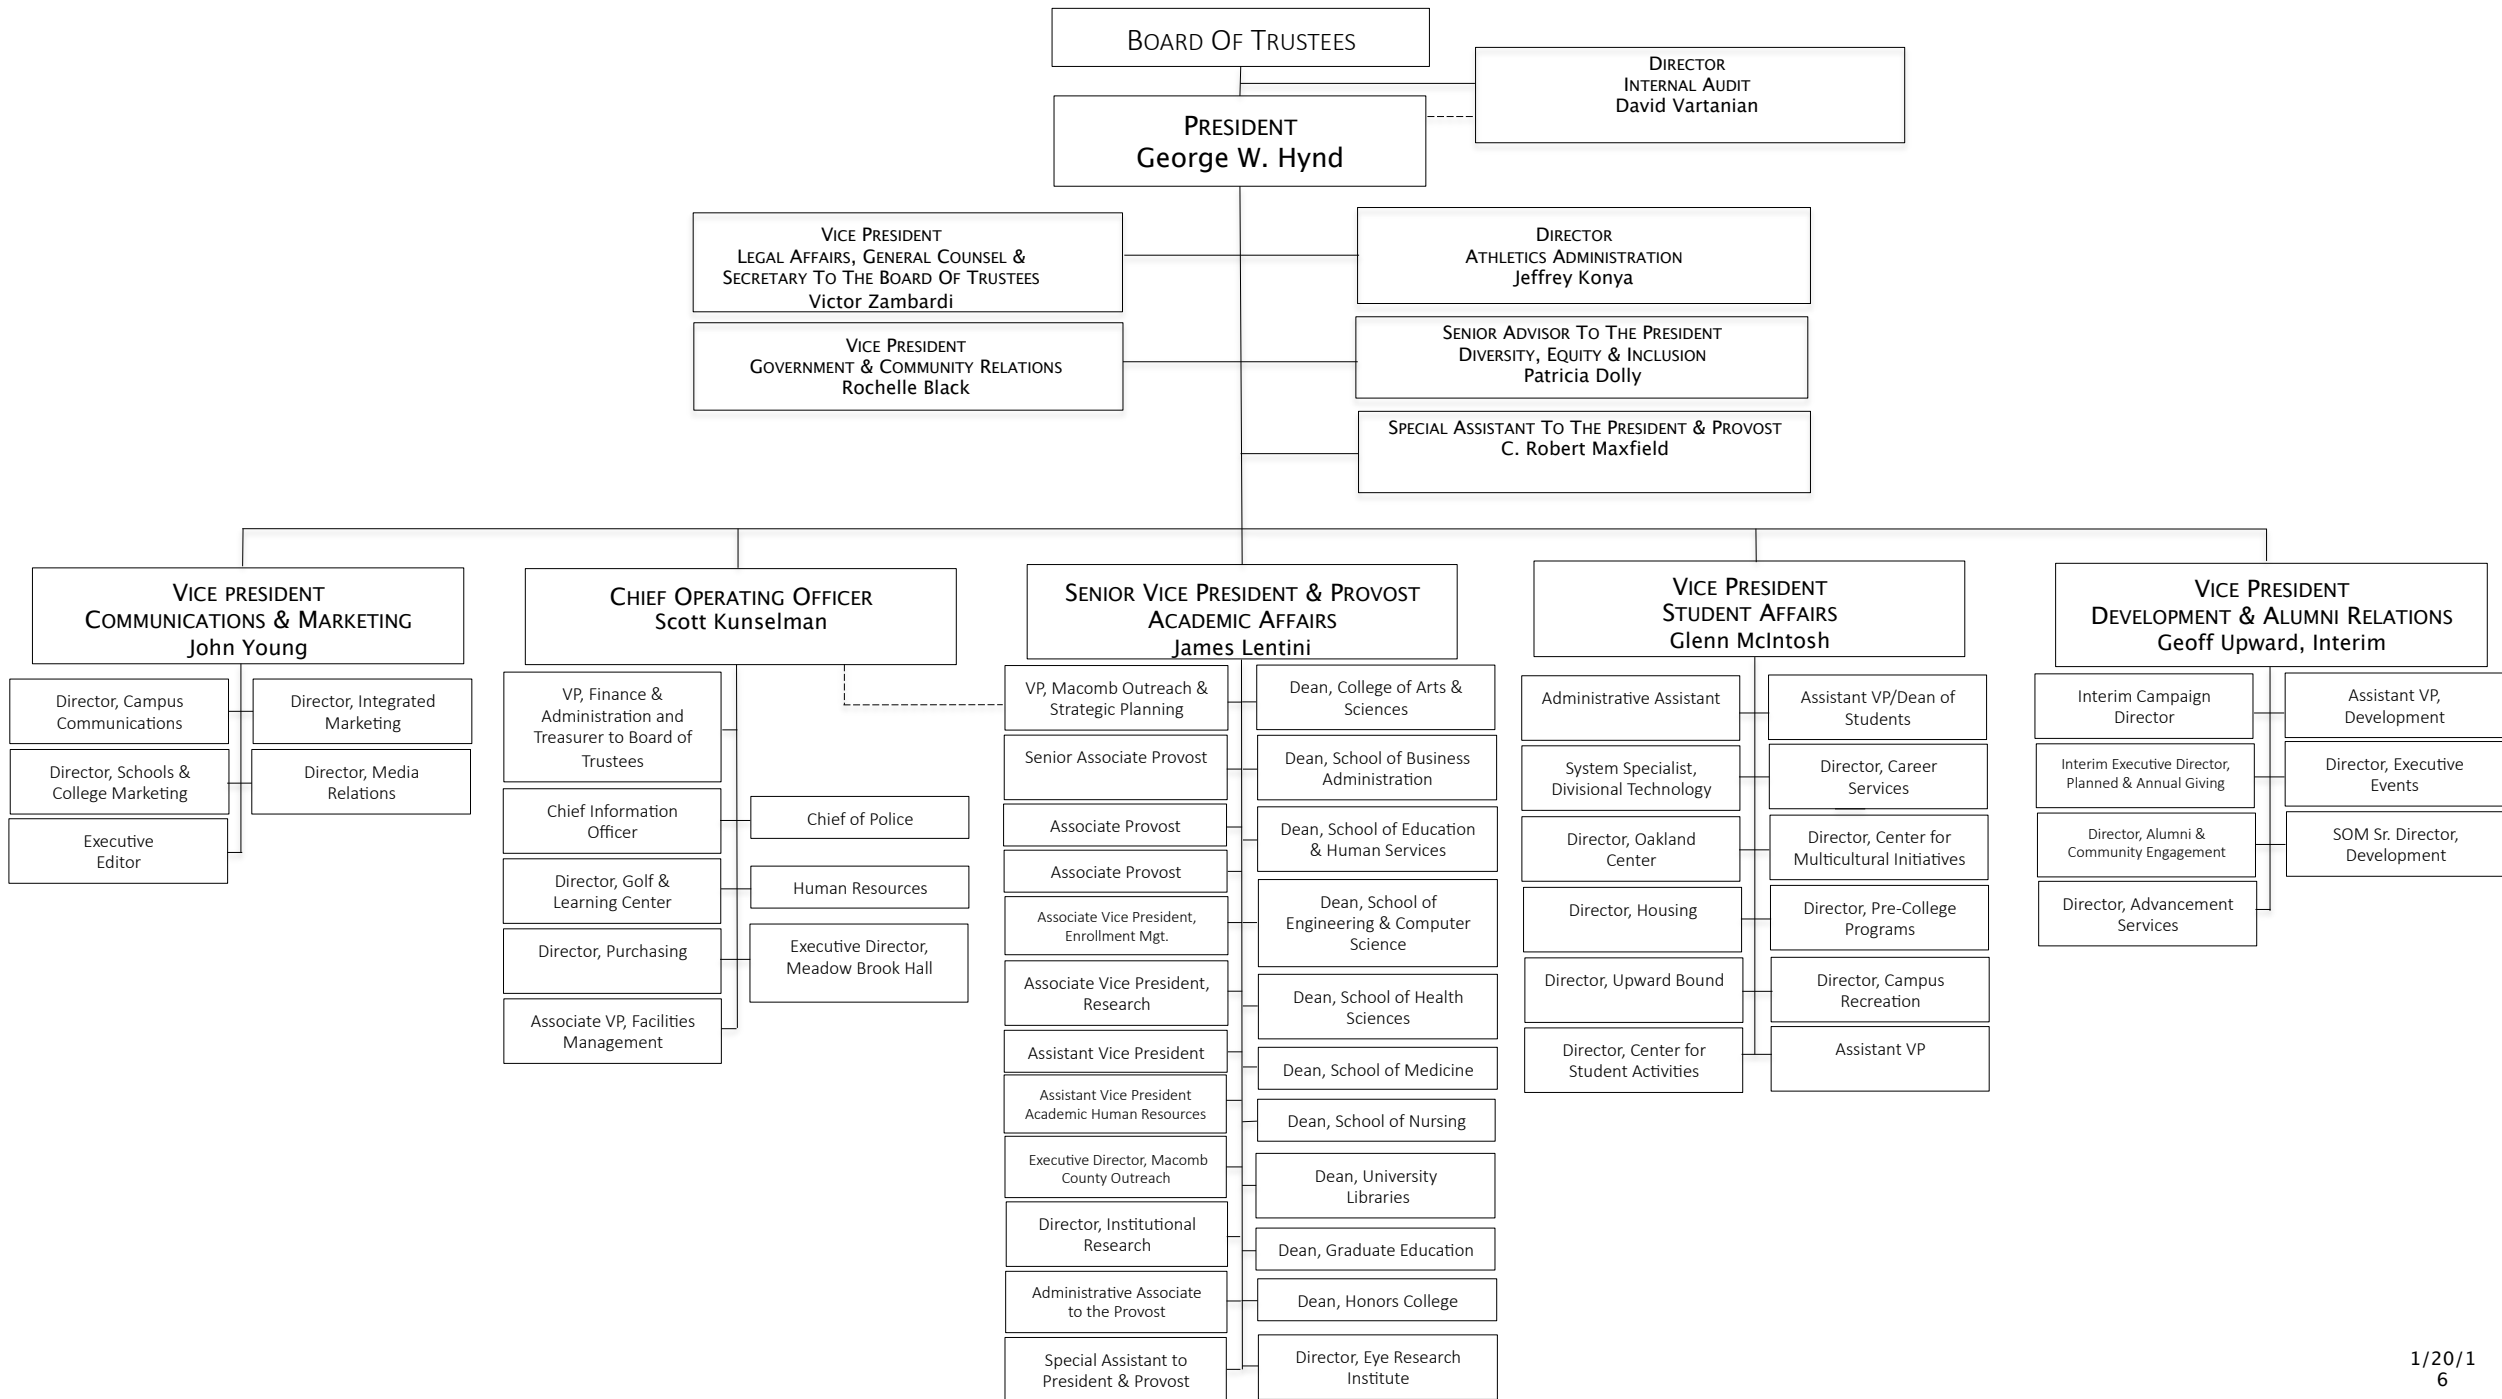 BOARD OF TRUSTEES
DIRECTOR
INTERNAL AUDIT
David Vartanian
PRESIDENT
George W. Hynd
VICE PRESIDENT
LEGAL AFFAIRS, GENERAL COUNSEL &
SECRETARY TO THE BOARD OF TRUSTEES
Victor Zambardi
DIRECTOR
ATHLETICS ADMINISTRATION
Jeffrey Konya
VICE PRESIDENT
GOVERNMENT & COMMUNITY RELATIONS
Rochelle Black
SENIOR ADVISOR TO THE PRESIDENT
DIVERSITY, EQUITY & INCLUSION
Patricia Dolly
SPECIAL ASSISTANT TO THE PRESIDENT & PROVOST
C. Robert Maxfield
VICE PRESIDENT
COMMUNICATIONS & MARKETING
John Young
Director, Campus
Communications
Director, Integrated
Marketing
Director, Schools &
College Marketing
Director, Media
Relations
Executive
Editor
CHIEF OPERATING OFFICER
Scott Kunselman
VP, Finance &
Administration and
Treasurer to Board of
Trustees
Chief Information
Officer
Chief of Police
Director, Golf &
Learning Center
Human Resources
Director, Purchasing
Executive Director,
Meadow Brook Hall
Associate VP, Facilities
Management
SENIOR VICE PRESIDENT & PROVOST
ACADEMIC AFFAIRS
James Lentini
VP, Macomb Outreach &
Strategic Planning
Dean, College of Arts &
Sciences
Senior Associate Provost
Dean, School of Business
Administration
Associate Provost
Dean, School of Education
& Human Services
Associate Provost
Associate Vice President,
Enrollment Mgt.
Dean, School of
Engineering & Computer
Science
Associate Vice President,
Research
Dean, School of Health
Sciences
Assistant Vice President
Dean, School of Medicine
Assistant Vice President
Academic Human Resources
Dean, School of Nursing
Executive Director, Macomb
County Outreach
Dean, University
Libraries
Director, Institutional
Research
Dean, Graduate Education
Administrative Associate
to the Provost
Dean, Honors College
Special Assistant to
President & Provost
Director, Eye Research
Institute
VICE PRESIDENT
STUDENT AFFAIRS
Glenn McIntosh
Administrative Assistant
Assistant VP/Dean of
Students
System Specialist,
Divisional Technology
Director, Career
Services
Director, Oakland
Center
Director, Center for
Multicultural Initiatives
Director, Housing
Director, Pre-College
Programs
Director, Upward Bound
Director, Campus
Recreation
Director, Center for
Student Activities
Assistant VP
VICE PRESIDENT
DEVELOPMENT & ALUMNI RELATIONS
Geoff Upward, Interim
Interim Campaign
Director
Assistant VP,
Development
Interim Executive Director,
Planned & Annual Giving
Director, Executive
Events
Director, Alumni &
Community Engagement
SOM Sr. Director,
Development
Director, Advancement
Services
1/20/1
6